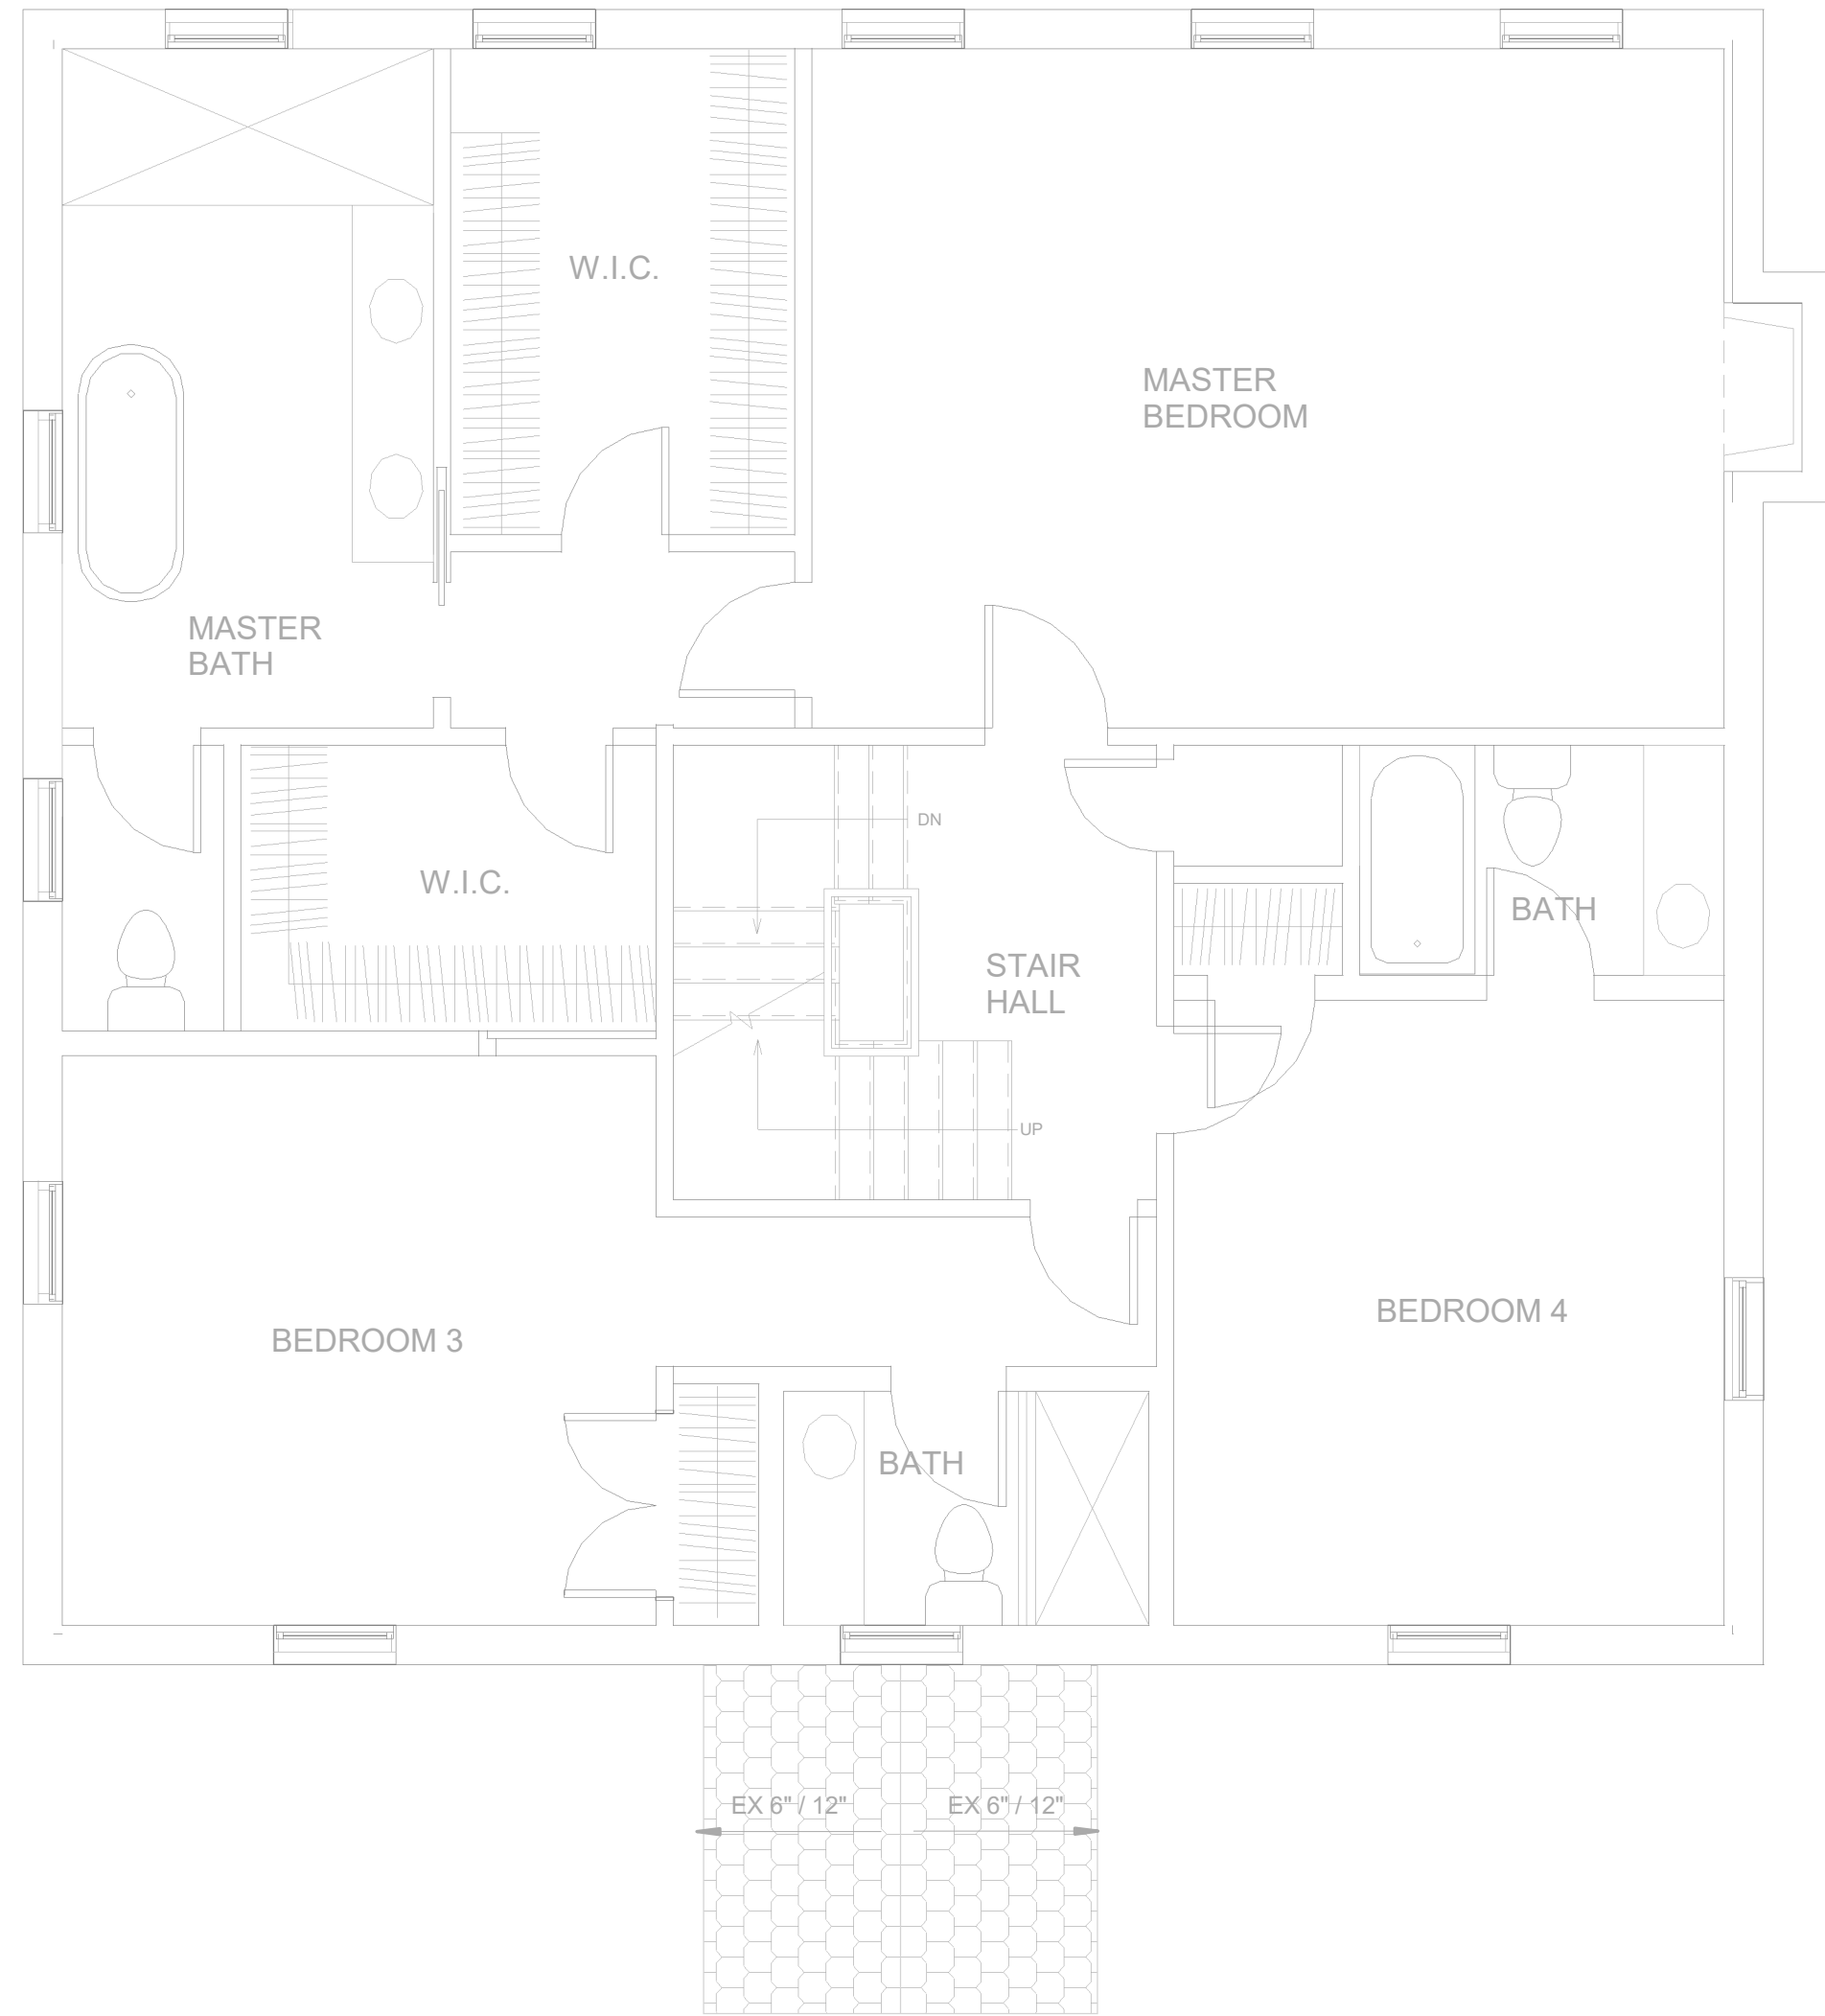 W.I.C.
MASTER
BEDROOM
MASTER
BATH
DN
W.I.C.
BATH
STAIR
HALL
UP
BEDROOM 4
BEDROOM 3
BATH
EX 6" / 12"
EX 6" / 12"